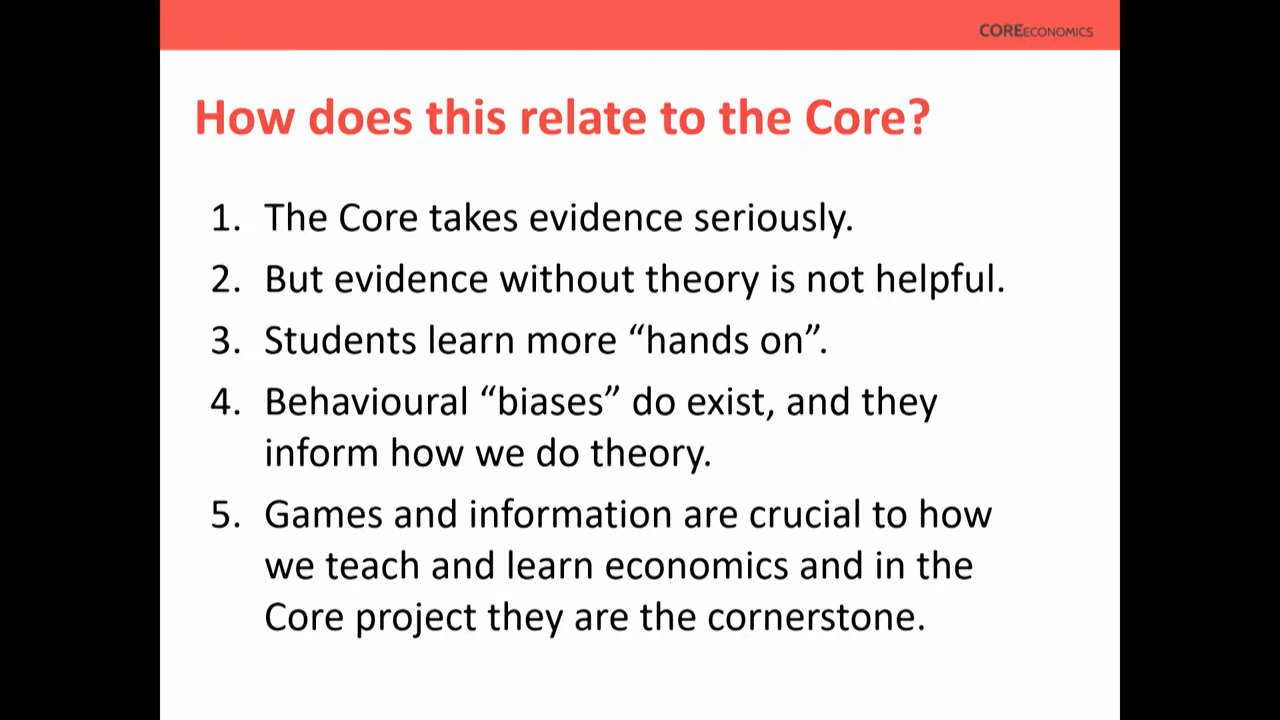 COREECONOMICS
How does this relate to the Core?
1. The Core takes evidence seriously.
2. But evidence without theory is not helpful.
3. Students learn more “hands on”.
4. Behavioural “biases” do exist, and they
inform how we do theory.
5. Games and information are crucial to how
we teach and learn economics and in the
Core project they are the cornerstone.